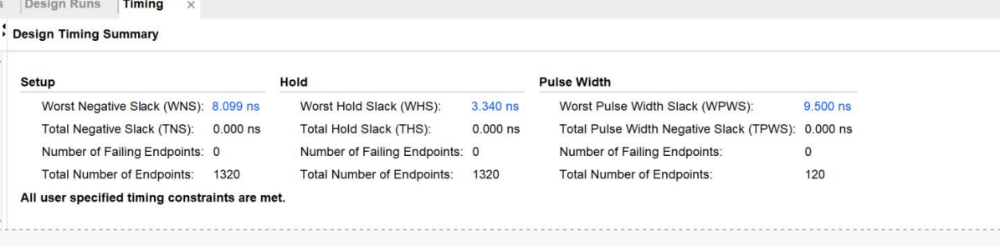 s Design Runs Timing ×
Design Timing Summary
Setup Hold Pulse Width
Worst Negative Slack (WNS): 8.099 ns Worst Hold Slack (WHS): 3.340 ns Worst Pulse Width Slack (WPWS): 9.500 ns
Total Negative Slack (TNS): 0.000 ns Total Hold Slack (THS): 0.000 ns Total Pulse Width Negative Slack (TPWS): 0.000 ns
Number of Failing Endpoints: 0 Number of Failing Endpoints: 0 Number of Failing Endpoints: 0
Total Number of Endpoints: 1320 Total Number of Endpoints: 1320 Total Number of Endpoints: 120
All user specified timing constraints are met.